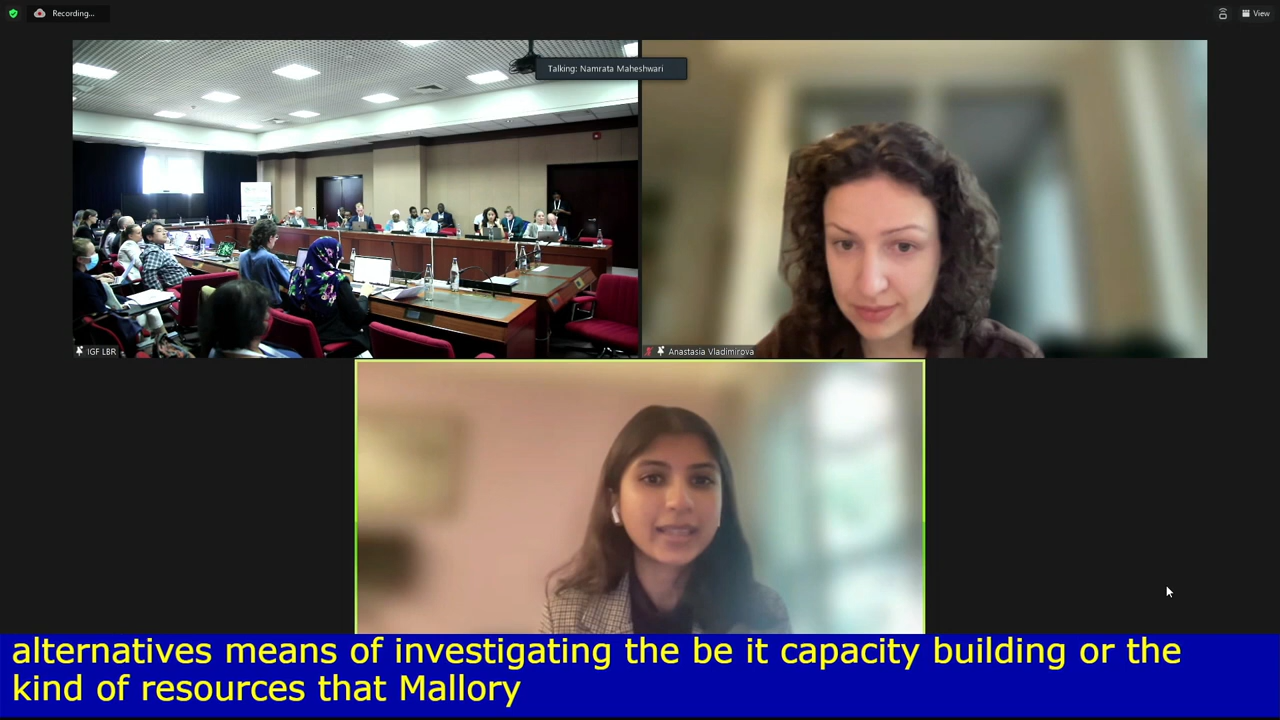 Recording...
View
Talking: Namrata Maheshwari
IGF LBR
Anastasia Vladimirova
alternatives means of investigating the be it capacity building or the
kind of resources that Mallory